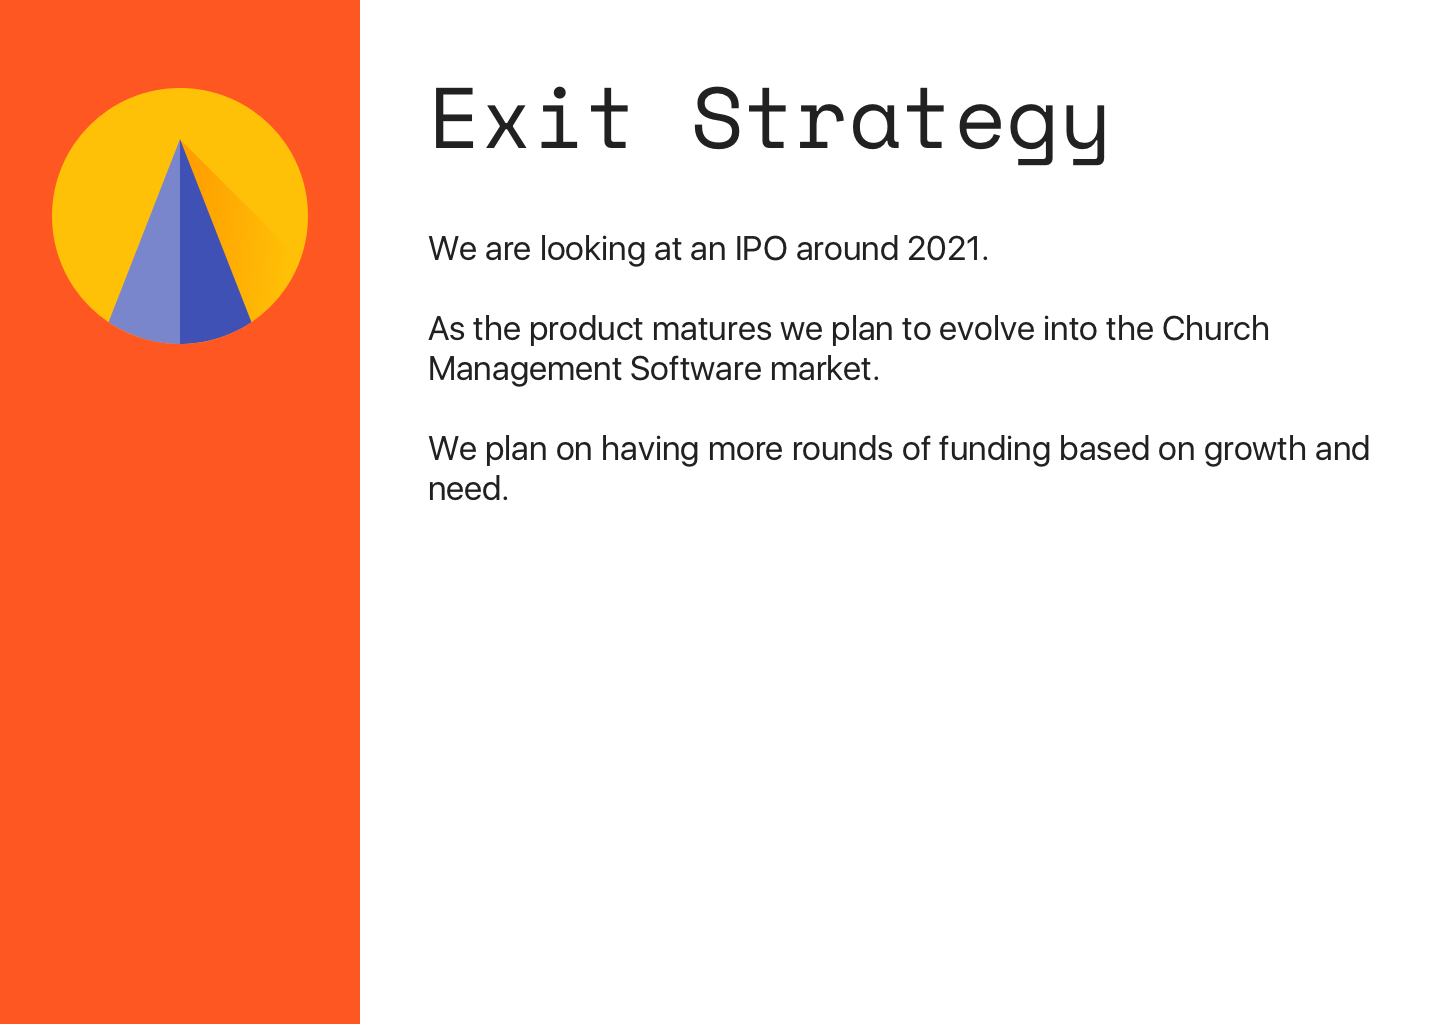 Exit Strategy
We are looking at an IPO around 2021.
As the product matures we plan to evolve into the Church
Management Software market.
We plan on having more rounds of funding based on growth and
need.